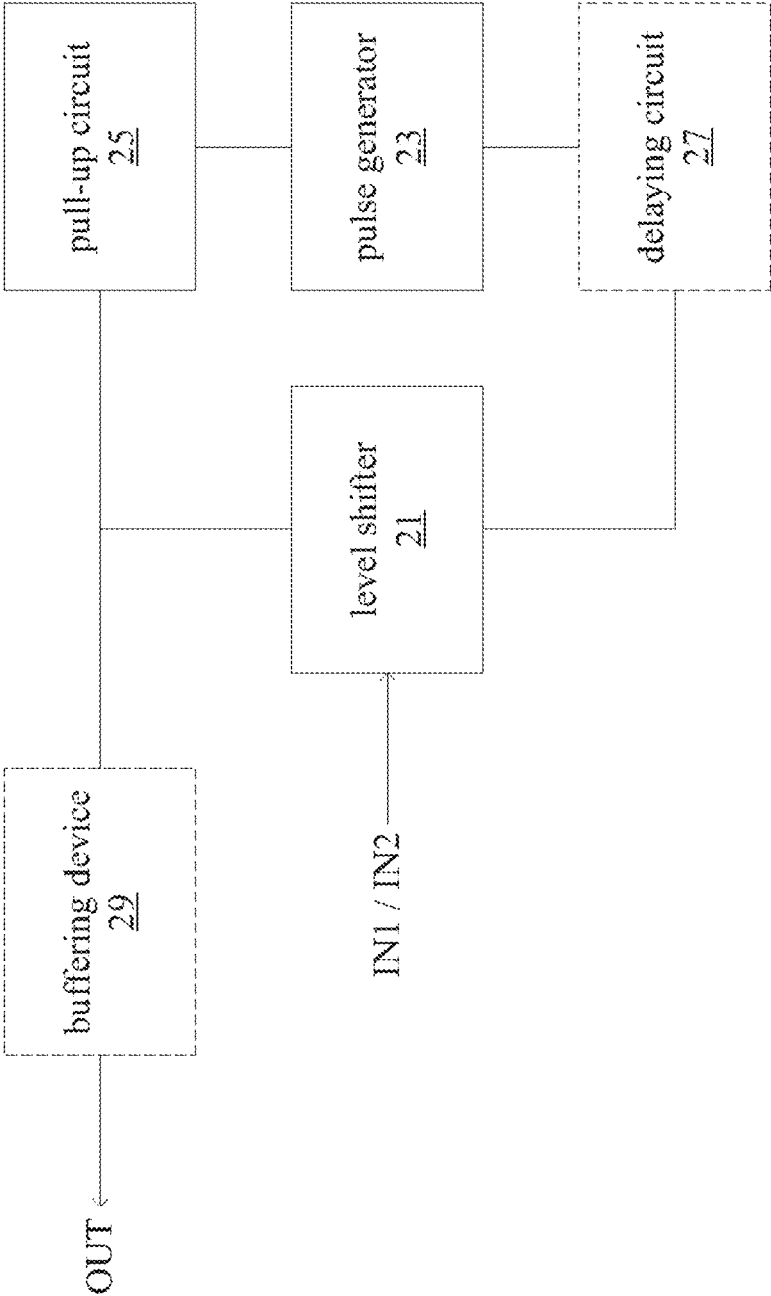 pull-up circuit
25
pulse generator
23
delaying circuit
27
level shifter
21
buffering device
29
IN1 / IN2
OUT